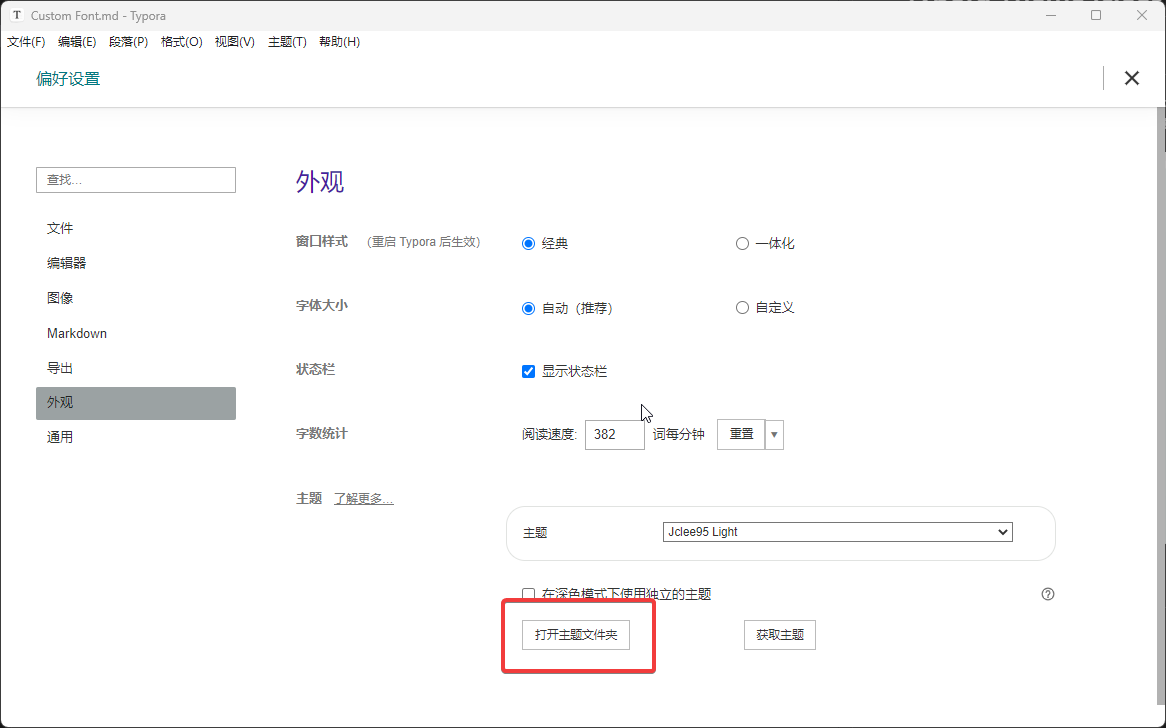 T Custom Font.md - Typora
文件(F) 编辑(E) 段落(P) 格式(O) 视图(V) 主题(T) 帮助(H)
偏好设置
查找...
文件
编辑器
图像
Markdown
导出
外观
通用
外观
窗口样式 (重启 Typora 后生效) 经典 一体化
字体大小 自动（推荐） 自定义
状态栏 显示状态栏
字数统计 阅读速度: 382 词每分钟 重置
主题 了解更多...
主题 Jclee95 Light
在深色模式下使用独立的主题
打开主题文件夹 获取主题